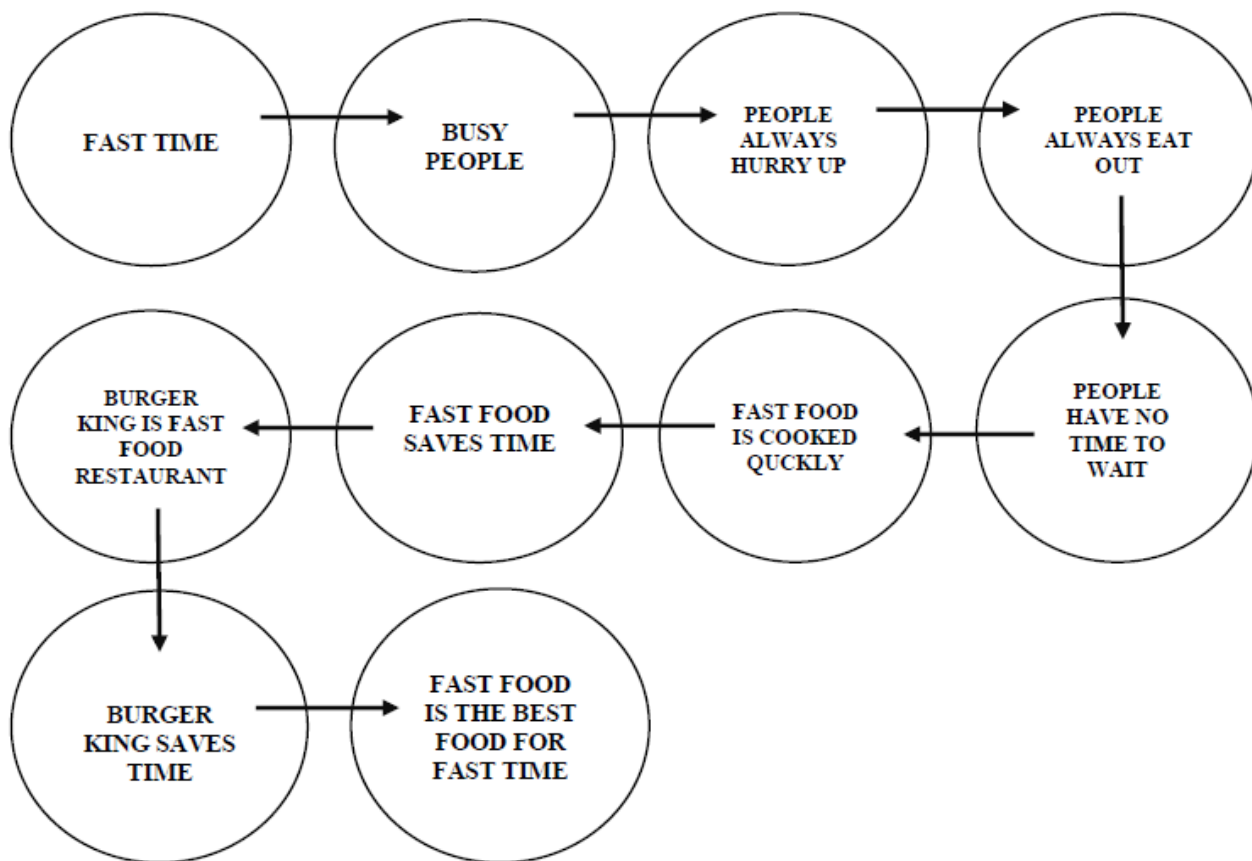 FAST TIME
BUSY
PEOPLE
PEOPLE
ALWAYS
HURRY UP
PEOPLE
ALWAYS EAT
OUT
PEOPLE
HAVE NO
TIME TO
WAIT
FAST FOOD
IS COOKED
QUCKLY
FAST FOOD
SAVES TIME
BURGER
KING IS FAST
FOOD
RESTAURANT
BURGER
KING SAVES
TIME
FAST FOOD
IS THE BEST
FOOD FOR
FAST TIME